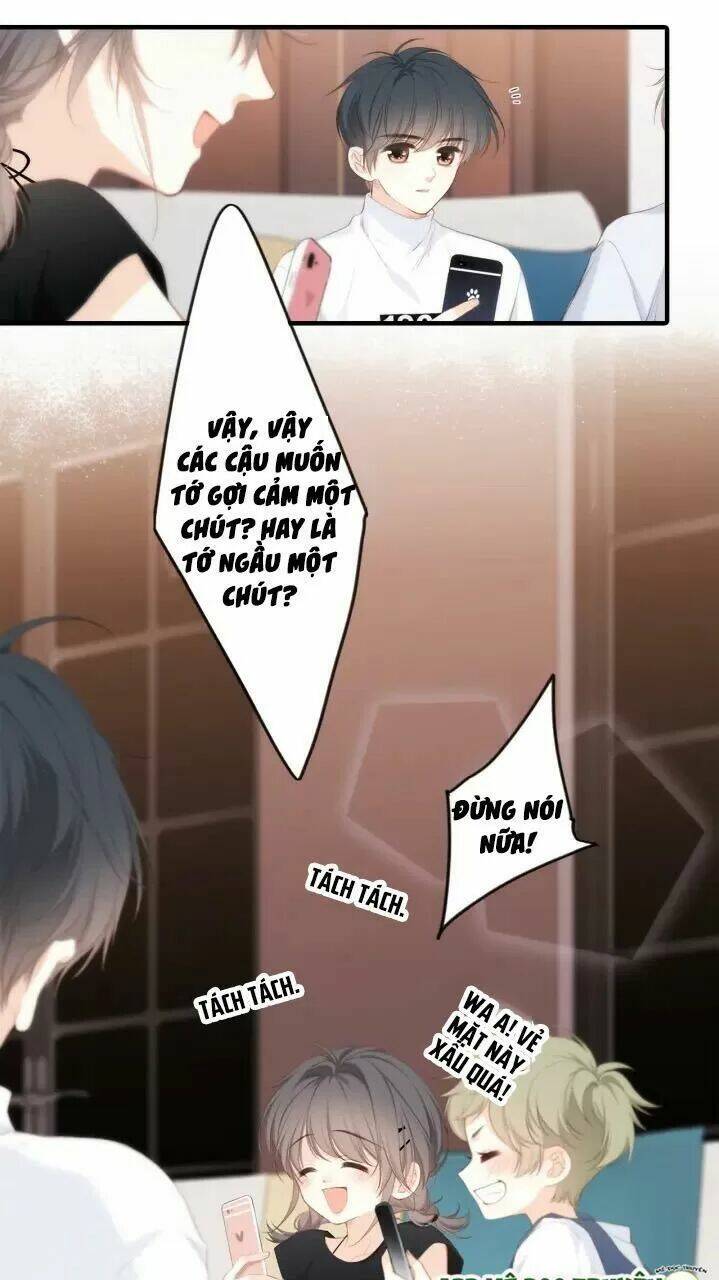 VẬY, VẬY
CÁC CẬU MUỐN
TỚ GỢI CẢM MỘT
CHÚT? HAY LÀ
TỚ NGẦU MỘT
CHÚT?
ĐỪNG NÓI
NỮA!
TÁCH TÁCH.
TÁCH TÁCH.
WA A! VẺ
MẶT NÀY
XẤU QUÁ!